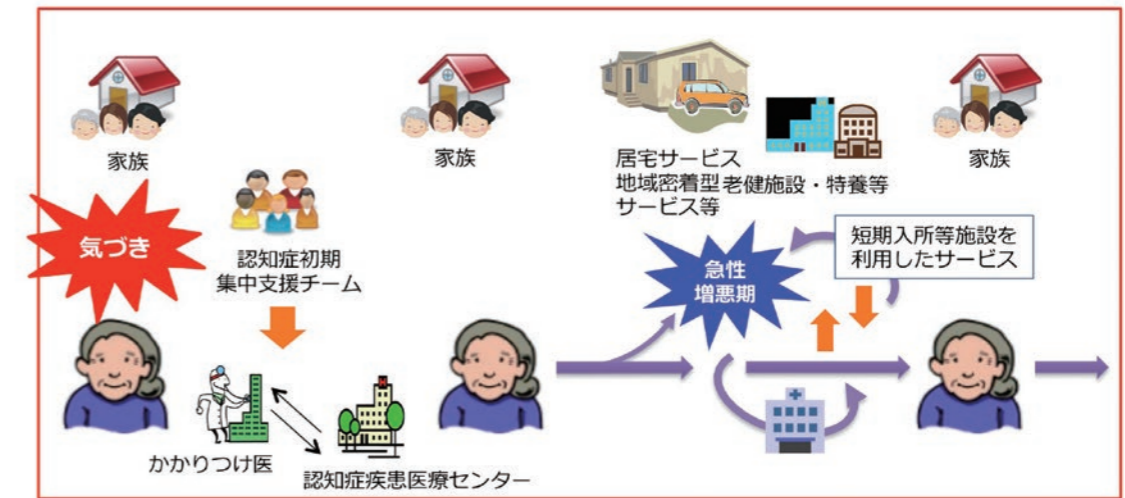 家族
家族
居宅サービス
地域密着型
サービス等
老健施設・特養等
家族
気づき
認知症初期
集中支援チーム
急性
増悪期
短期入所等施設を
利用したサービス
かかりつけ医
認知症疾患医療センター